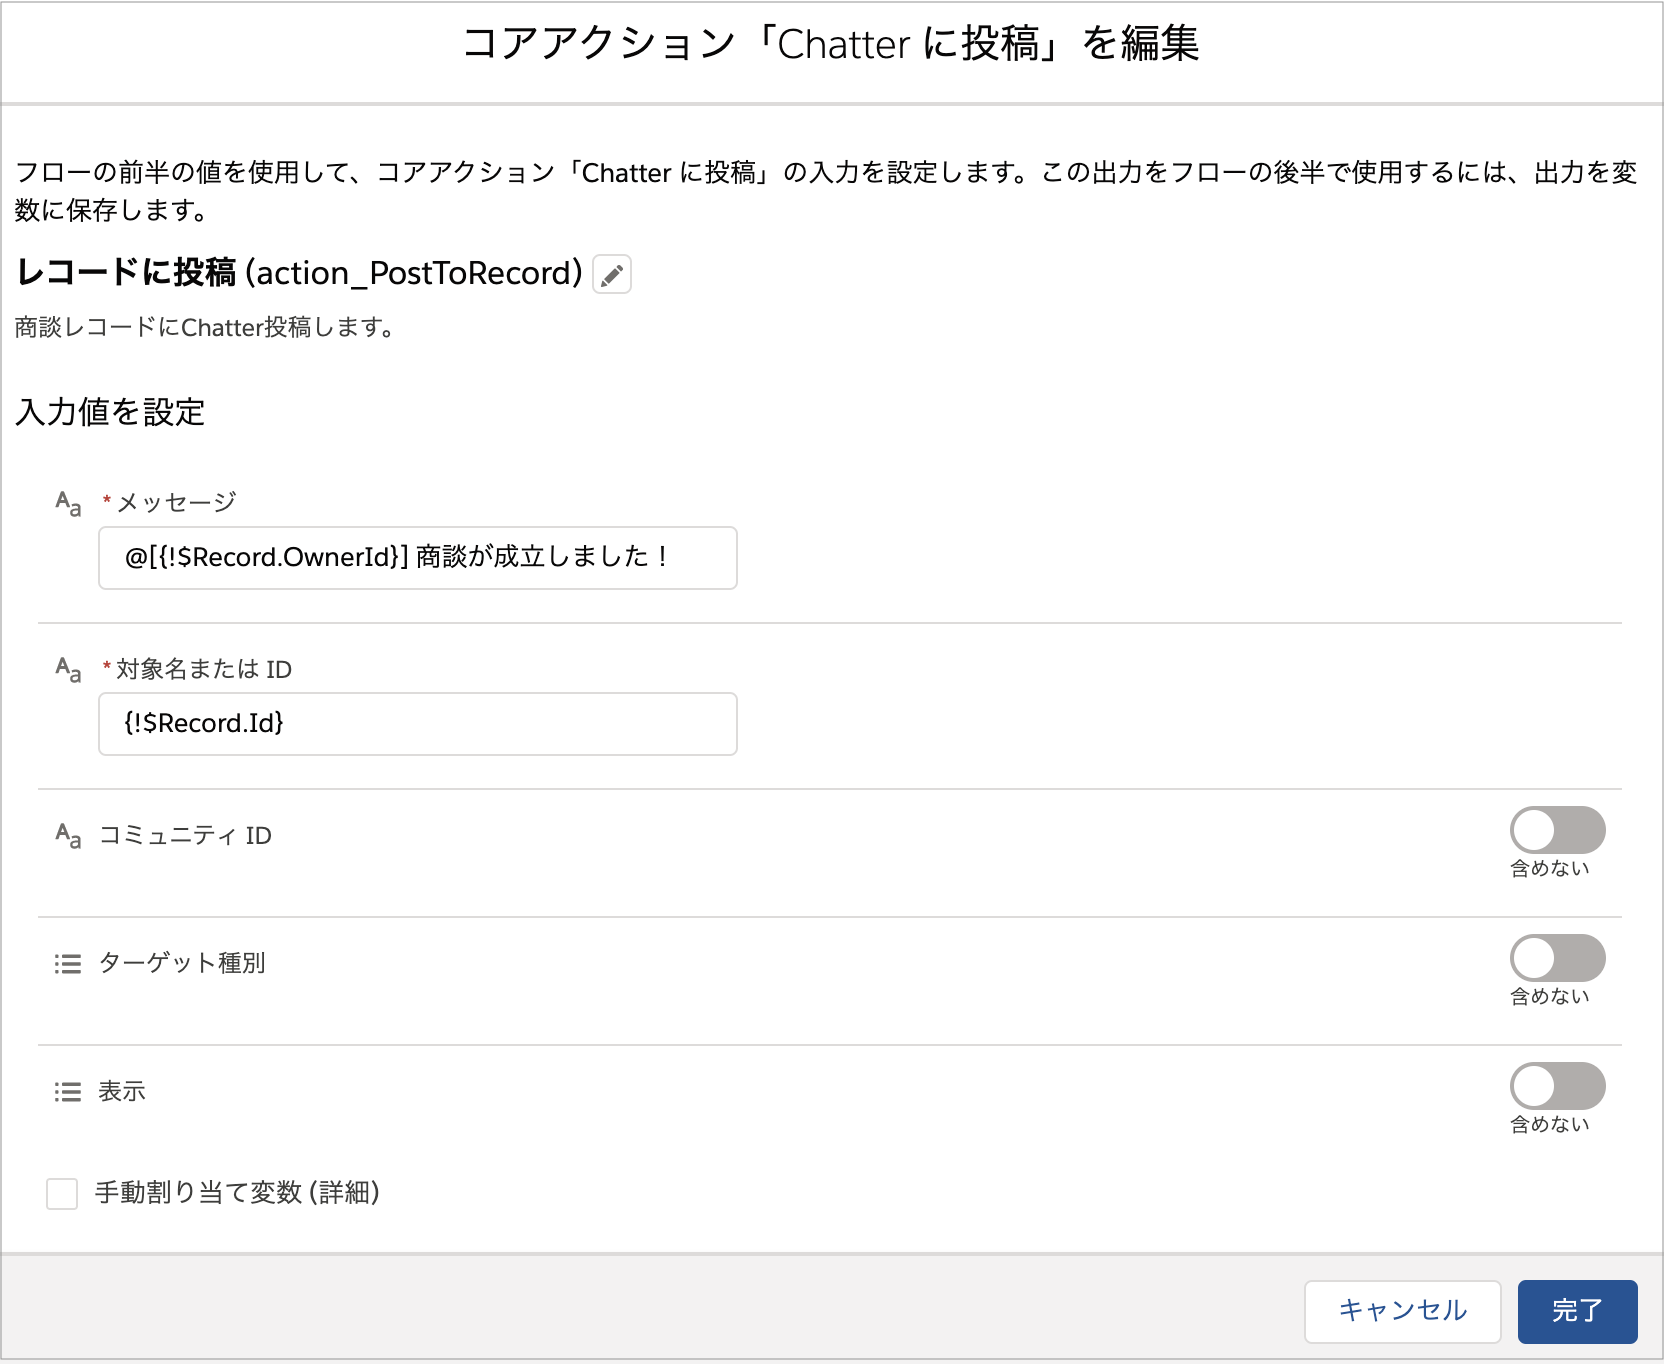 コアアクション「Chatter に投稿」を編集
フローの前半の値を使用して、コアアクション「Chatter に投稿」の入力を設定します。この出力をフローの後半で使用するには、出力を変
数に保存します。
レコードに投稿 (action_PostToRecord)
商談レコードにChatter投稿します。
入力値を設定
Aa *メッセージ
@[{!$Record.OwnerId}] 商談が成立しました！
Aa *対象名または ID
{!$Record.Id}
Aa コミュニティ ID
含めない
ターゲット種別
含めない
表示
含めない
手動割り当て変数 (詳細)
キャンセル
完了